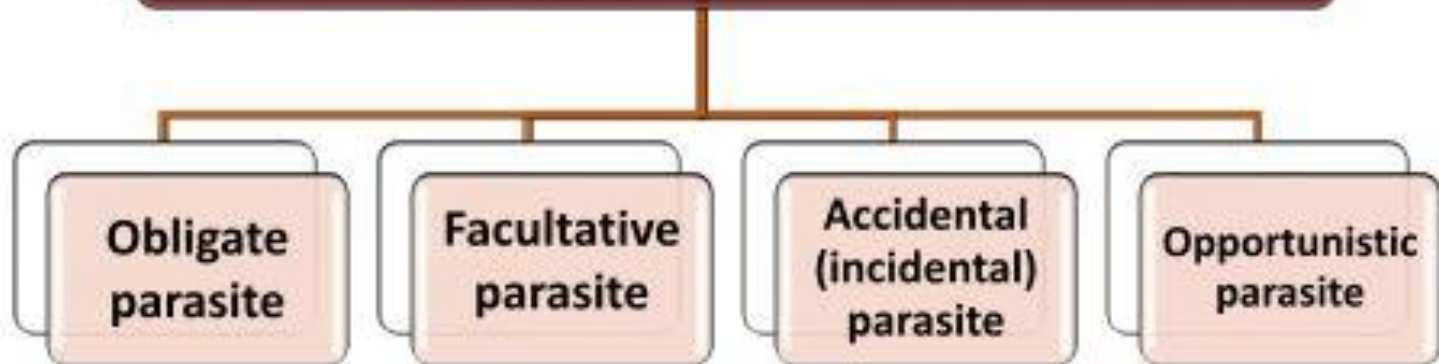 Obligate
parasite
Facultative
parasite
Accidental
(incidental)
parasite
Opportunistic
parasite